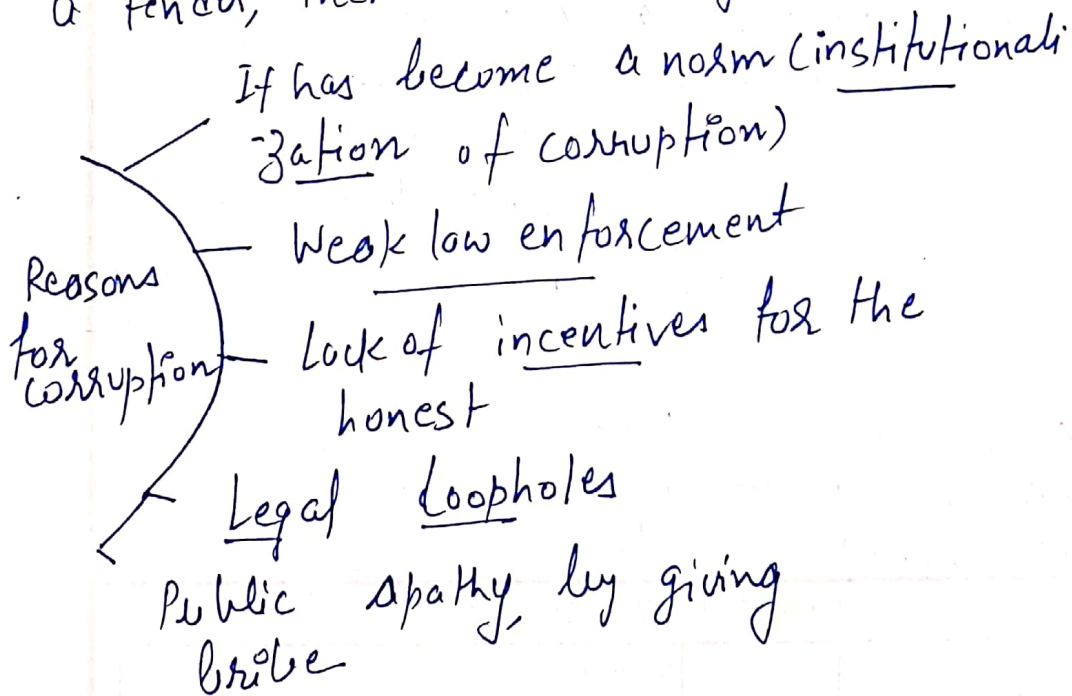 a
It has become a norm (institutionali
-zation of corruption)
Weak law enforcement
Reasons
for
corruption
Lack of incentives for the
honest
Legal Loopholes
Public Apathy, by giving
bribe